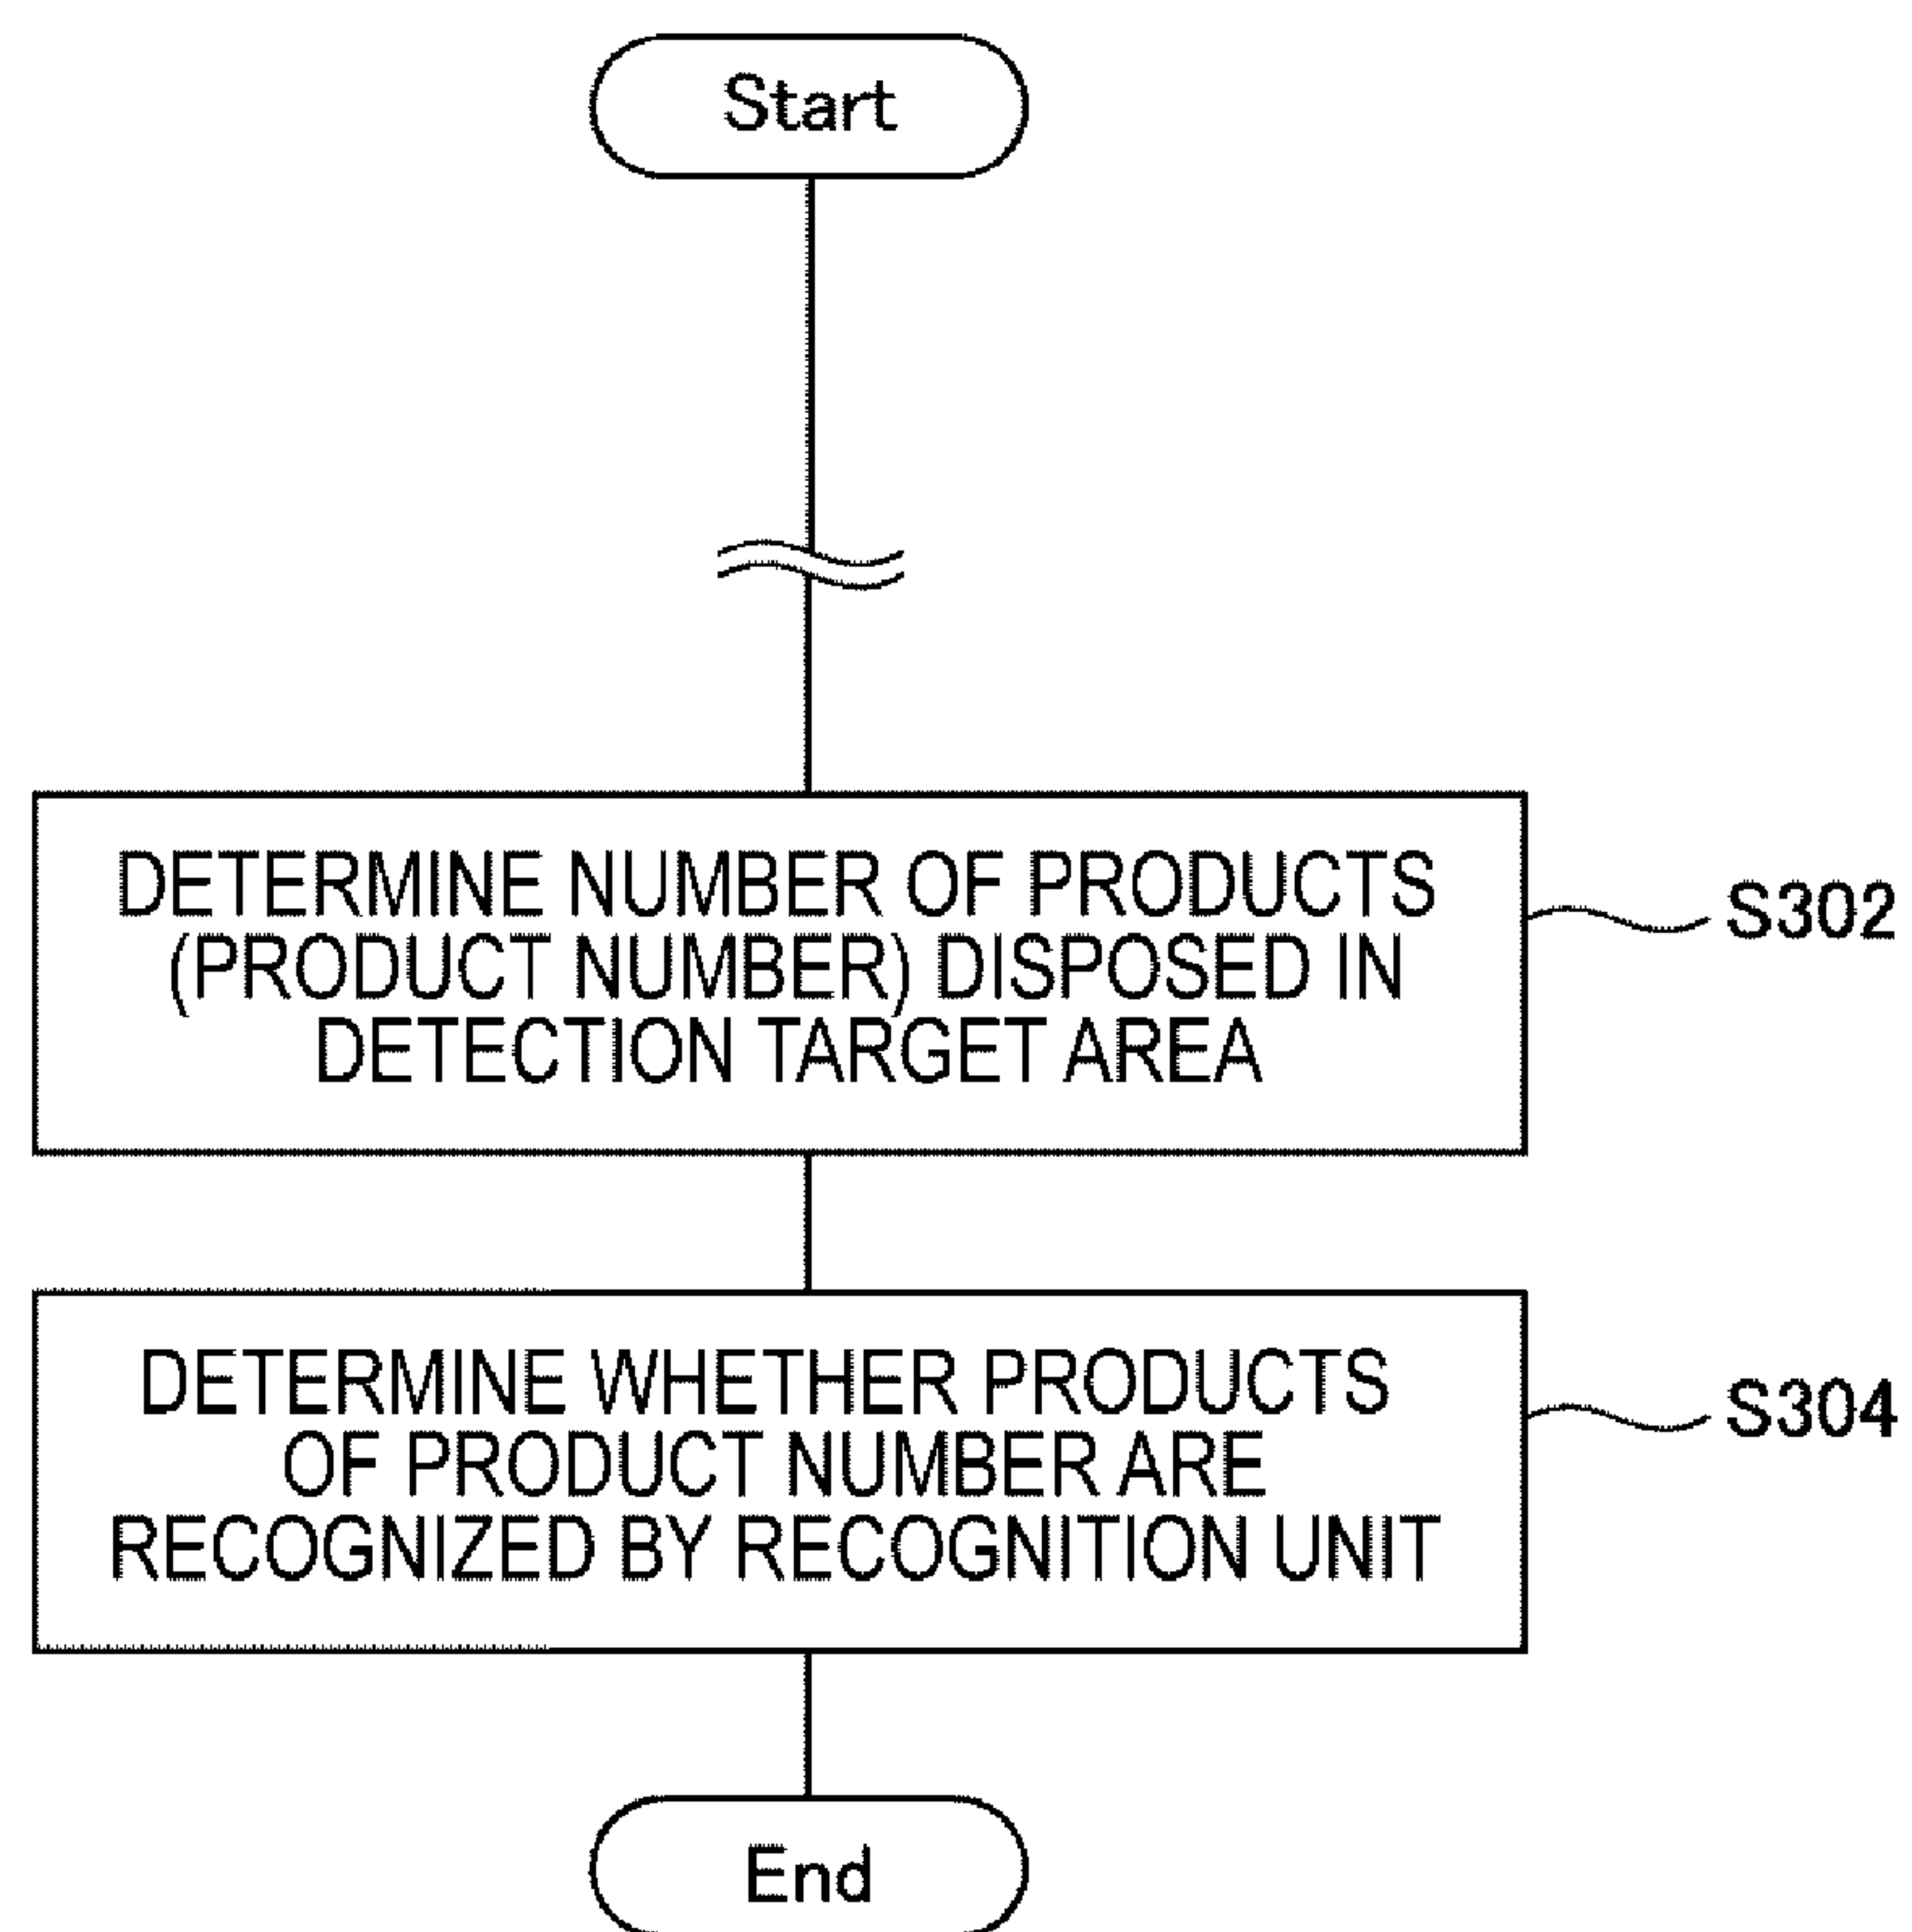 Start
DETERMINE NUMBER OF PRODUCTS
(PRODUCT NUMBER) DISPOSED IN
DETECTION TARGET AREA
S302
DETERMINE WHETHER PRODUCTS
OF PRODUCT NUMBER ARE
RECOGNIZED BY RECOGNITION UNIT
S304
End